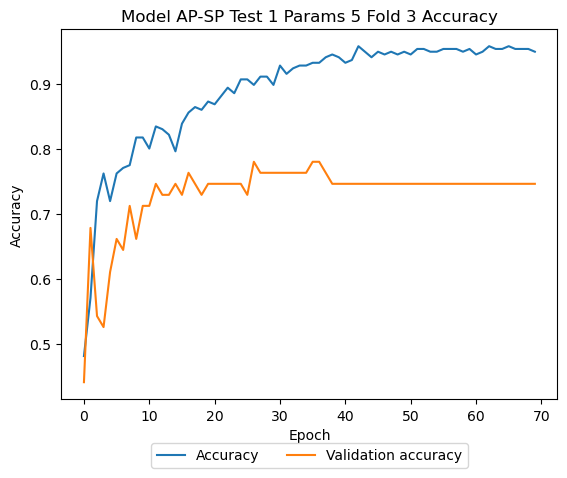 Model AP-SP Test 1 Params 5 Fold 3 Accuracy
Accuracy
0.9
0.8
0.7
0.6
0.5
0 10 20 30 40 50 60 70
Epoch
Accuracy Validation accuracy